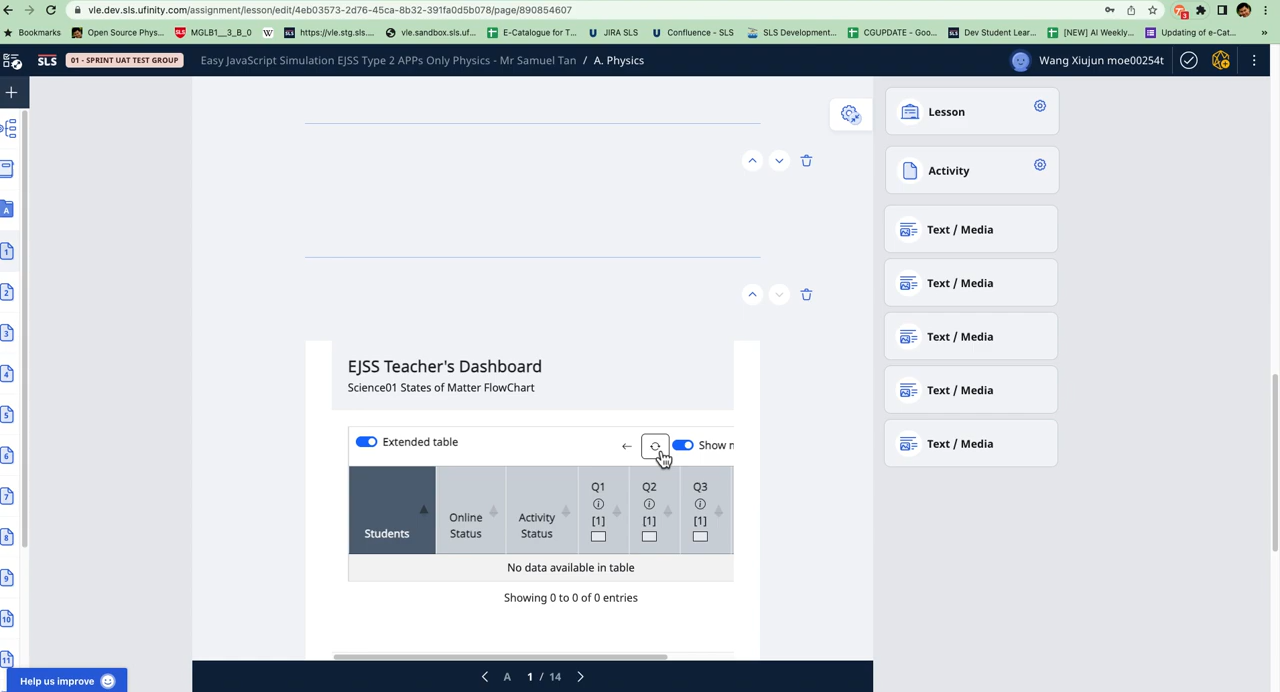 vle.dev.sls.ufinity.com/assignment/lesson/edit/4eb03573-2d76-45ca-8b32-391fa0d5b078/page/890854607
3
Bookmarks Open Source Phys... MGLB1__3_B_0 https://vle.stg.sls.... vle.sandbox.sls.uf... E-Catalogue for T... JIRA SLS Confluence - SLS SLS Development... CGUPDATE - Goo... Dev Student Lear... [NEW] AI Weekly... Updating of e-Cat... »
SLS 01 - SPRINT UAT TEST GROUP Easy JavaScript Simulation EJSS Type 2 APPs Only Physics - Mr Samuel Tan / A. Physics Wang Xiujun moe00254t
Lesson
Activity
Text / Media
Text / Media
Text / Media
Text / Media
Text / Media
A
1
2
3
4
5
6
7
8
9
10
11
EJSS Teacher's Dashboard
Science01 States of Matter FlowChart
Extended table Show
Students Online Status Activity Status Q1 [1] Q2 [1] Q3 [1]
No data available in table
Showing 0 to 0 of 0 entries
Help us improve
A 1 / 14